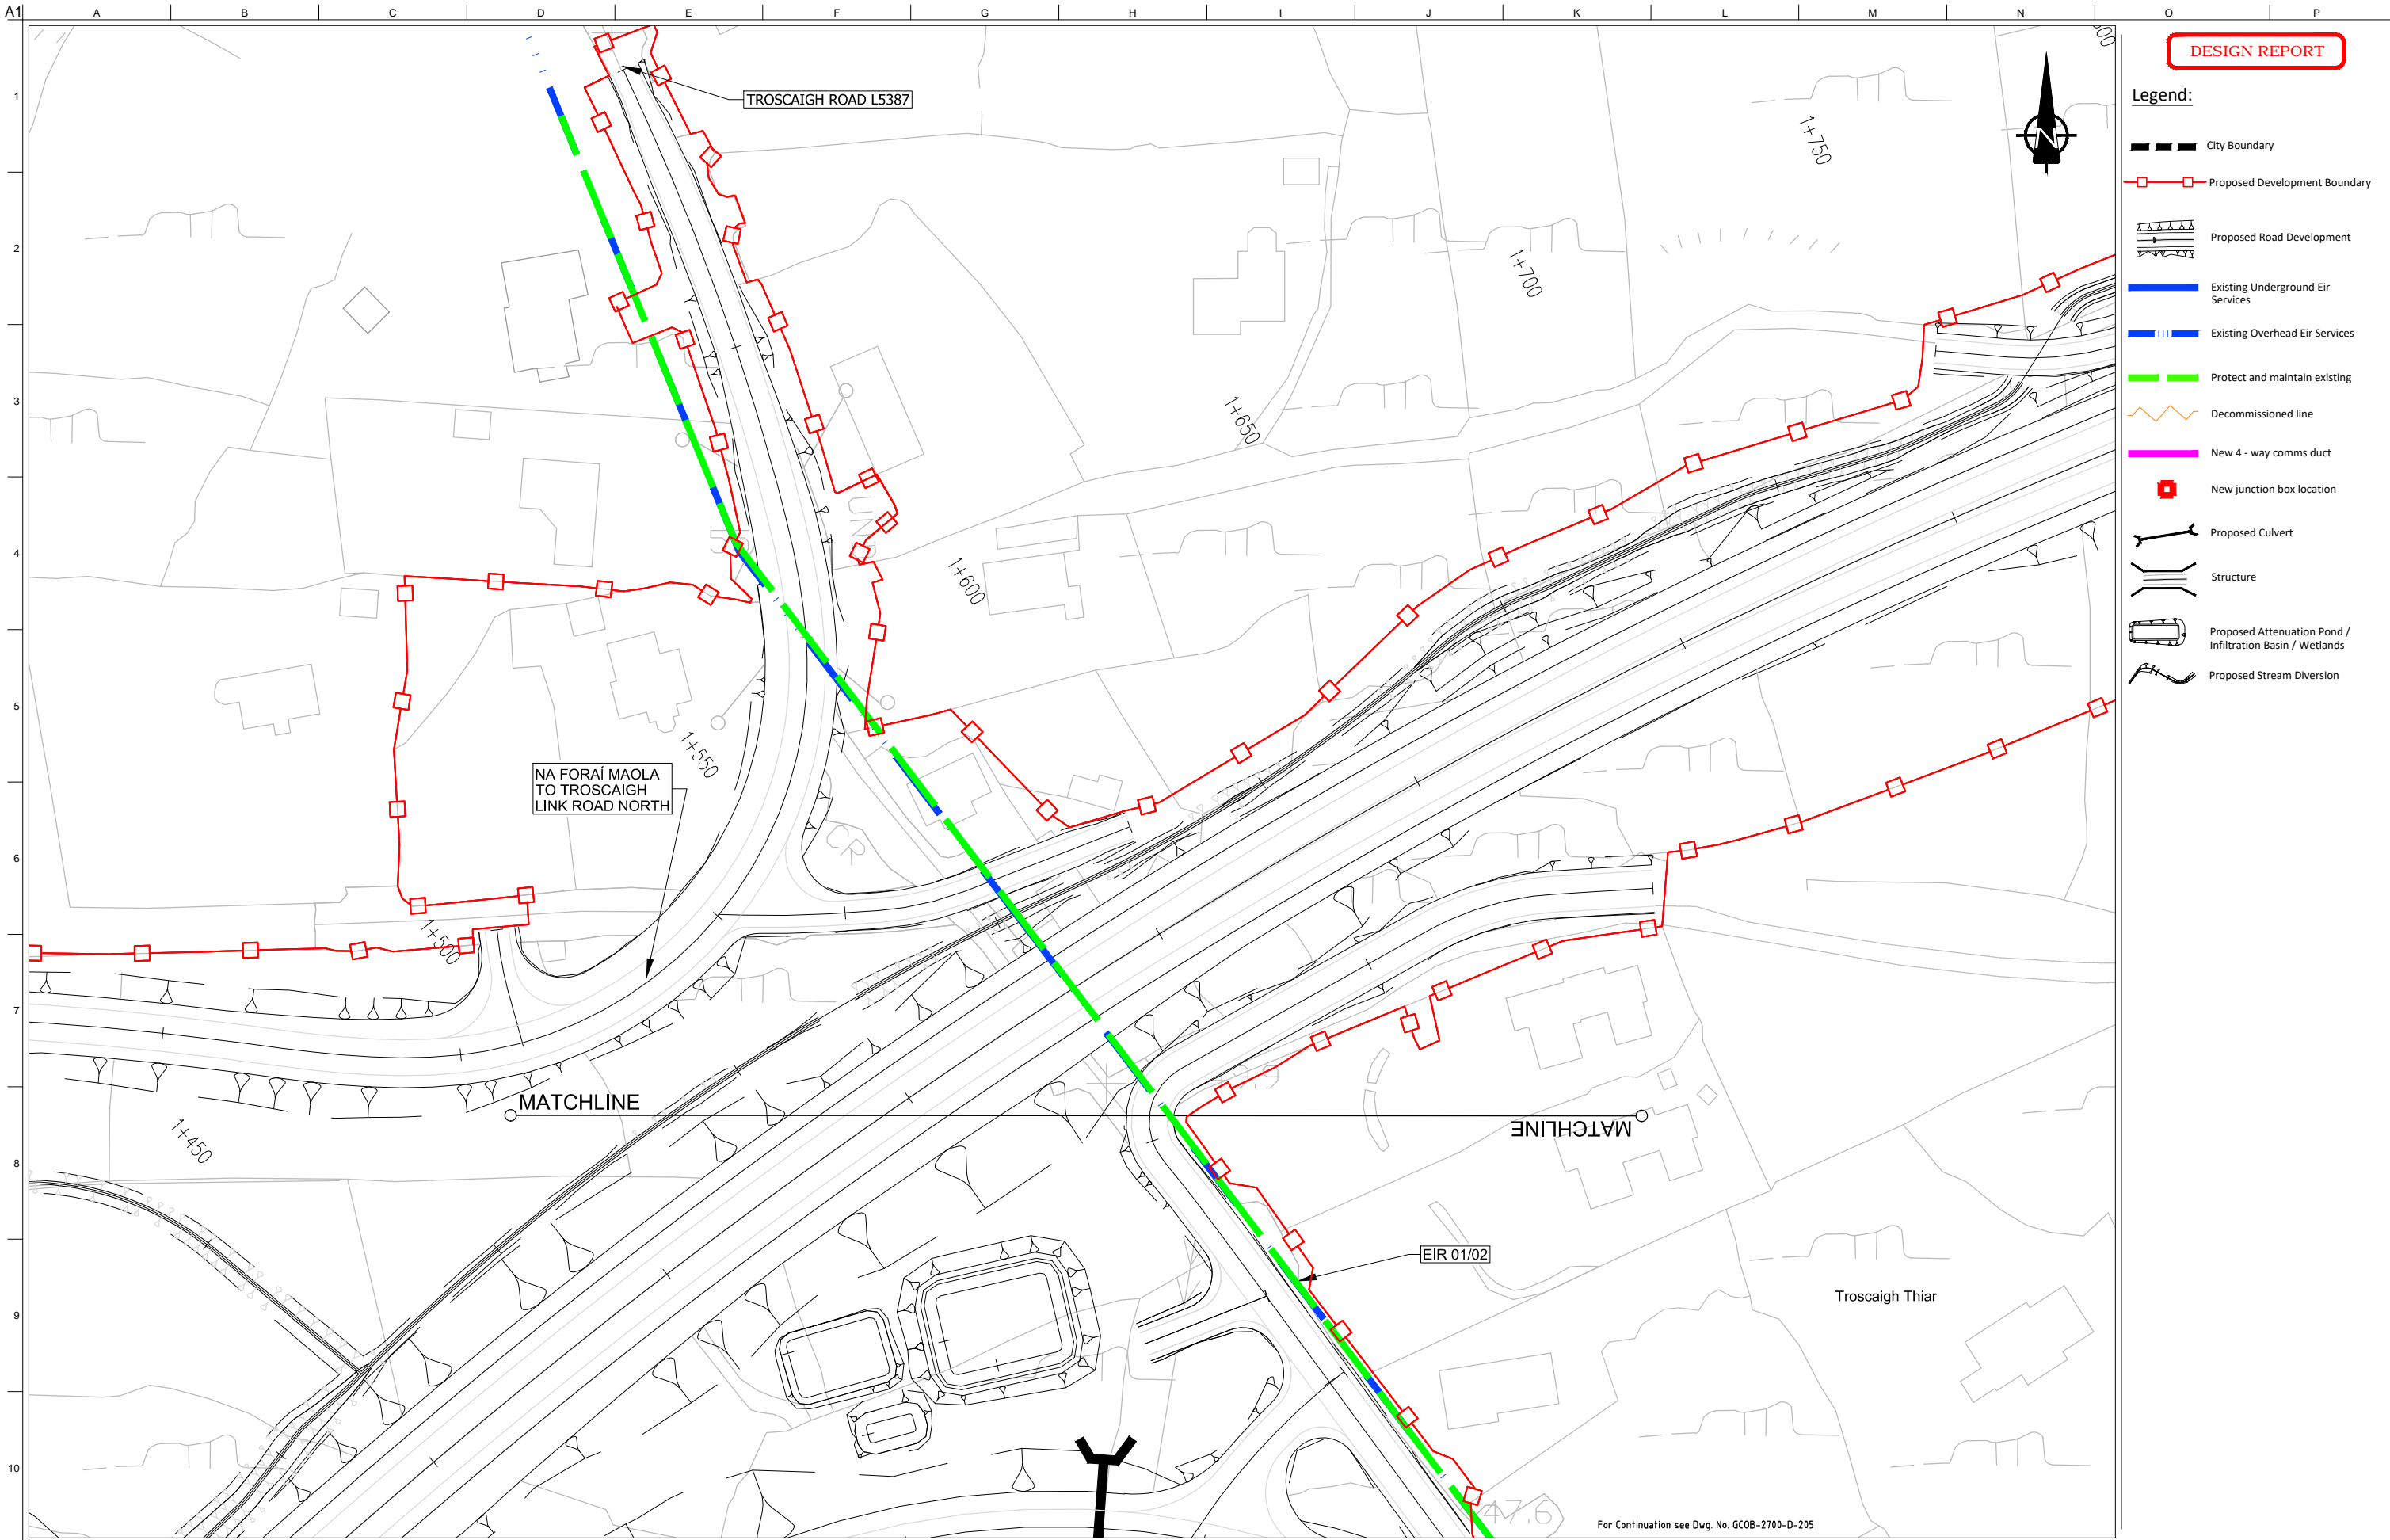 A1
A B C D E F G H I J K L M N O P
1
2
3
4
5
6
7
8
9
10
DESIGN REPORT
Legend:
City Boundary
Proposed Development Boundary
Proposed Road Development
Existing Underground Eir
Services
Existing Overhead Eir Services
Protect and maintain existing
Decommissioned line
New 4 - way comms duct
New junction box location
Proposed Culvert
Structure
Proposed Attenuation Pond /
Infiltration Basin / Wetlands
Proposed Stream Diversion
N
TROSCAIGH ROAD L5387
1+750
1+700
1+650
1+600
1+550
1+500
1+450
NA FORAÍ MAOLA
TO TROSCAIGH
LINK ROAD NORTH
CP
MATCHLINE
MATCHLINE
EIR 01/02
Troscaigh Thiar
47.6
For Continuation see Dwg. No. GCOB-2700-D-205